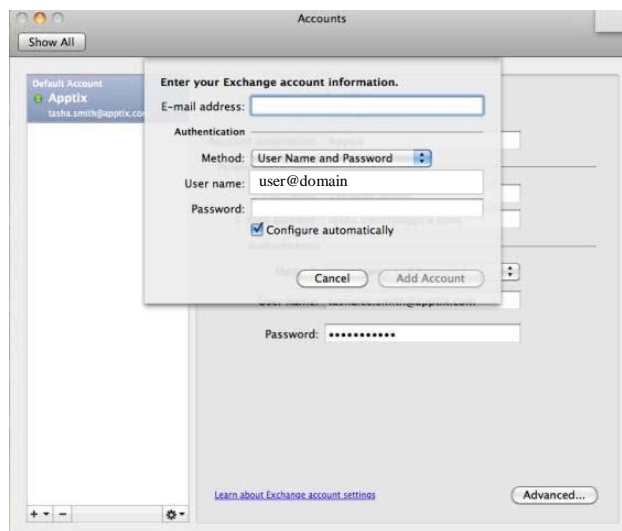 Accounts
Show All
Default Account
Apptix
tasha.smith@apptix.co
Enter your Exchange account information.
E-mail address:
Authentication
Method: User Name and Password
User name: user@domain
Password:
Configure automatically
Cancel Add Account
Password: •••••••••••
Learn about Exchange account settings
Advanced...